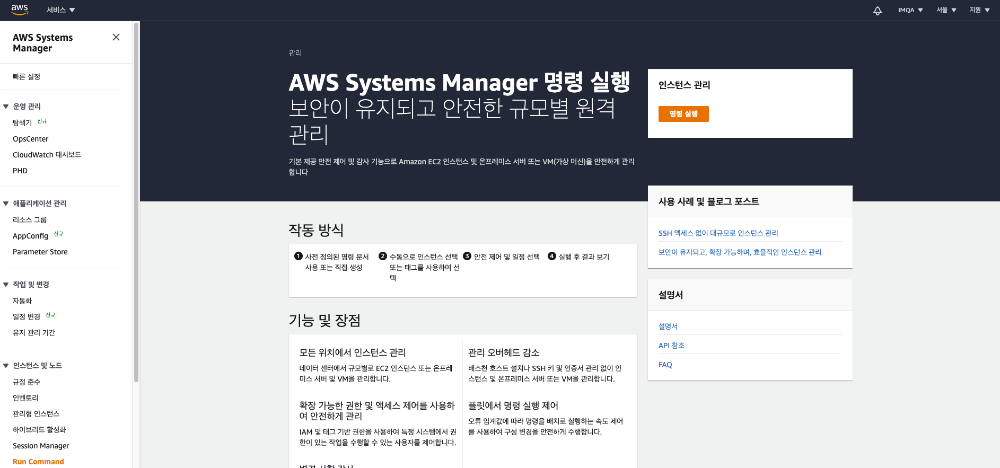 aws
서비스
IMQA
서울
지원
AWS Systems
Manager
빠른 설정
운영 관리
탐색기 신규
OpsCenter
CloudWatch 대시보드
PHD
애플리케이션 관리
리소스 그룹
AppConfig 신규
Parameter Store
작업 및 변경
자동화
일정 변경 신규
유지 관리 기간
인스턴스 및 노드
규정 준수
인벤토리
관리형 인스턴스
하이브리드 활성화
Session Manager
Run Command
관리
AWS Systems Manager 명령 실행
보안이 유지되고 안전한 규모별 원격
관리
기본 제공 안전 제어 및 감사 기능으로 Amazon EC2 인스턴스 및 온프레미스 서버 또는 VM(가상 머신)을 안전하게 관리
합니다
인스턴스 관리
명령 실행
작동 방식
1 사전 정의된 명령 문서
사용 또는 직접 생성
2 수동으로 인스턴스 선택
또는 태그를 사용하여 선
택
3 안전 제어 및 일정 선택
4 실행 후 결과 보기
기능 및 장점
모든 위치에서 인스턴스 관리
데이터 센터에서 규모별로 EC2 인스턴스 또는 온프레
미스 서버 및 VM을 관리합니다.
관리 오버헤드 감소
배스천 호스트 설치나 SSH 키 및 인증서 관리 없이 인
스턴스 및 온프레미스 서버 또는 VM을 관리합니다.
확장 가능한 권한 및 액세스 제어를 사용하
여 안전하게 관리
IAM 및 태그 기반 권한을 사용하여 특정 시스템에서 권
한이 있는 작업을 수행할 수 있는 사용자를 제어합니다.
플릿에서 명령 실행 제어
오류 임계값에 따라 명령을 배치로 실행하는 속도 제어
를 사용하여 구성 변경을 안전하게 수행합니다.
사용 사례 및 블로그 포스트
SSH 액세스 없이 대규모로 인스턴스 관리
보안이 유지되고, 확장 가능하며, 효율적인 인스턴스 관리
설명서
설명서
API 참조
FAQ